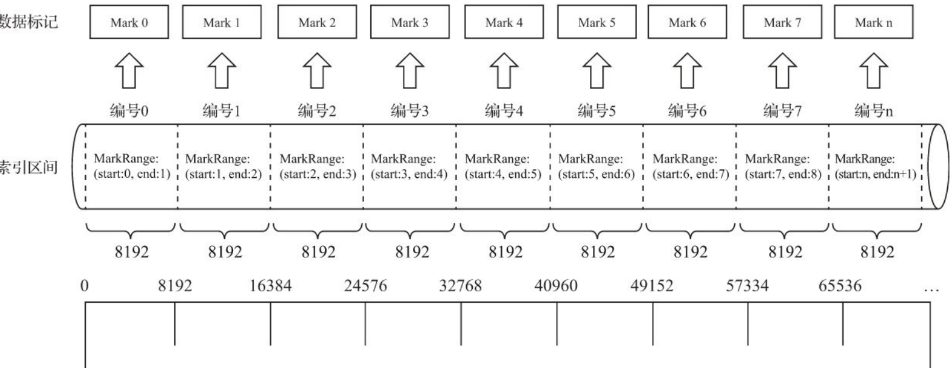 数据标记 Mark 0 Mark 1 Mark 2 Mark 3 Mark 4 Mark 5 Mark 6 Mark 7 Mark n
编号0 编号1 编号2 编号3 编号4 编号5 编号6 编号7 编号n
索引区间
MarkRange: MarkRange: MarkRange: MarkRange: MarkRange: MarkRange: MarkRange: MarkRange: MarkRange:
(start:0, end:1) (start:1, end:2) (start:2, end:3) (start:3, end:4) (start:4, end:5) (start:5, end:6) (start:6, end:7) (start:7, end:8) (start:n, end:n+1)
8192 8192 8192 8192 8192 8192 8192 8192 8192
0 8192 16384 24576 32768 40960 49152 57334 65536 …